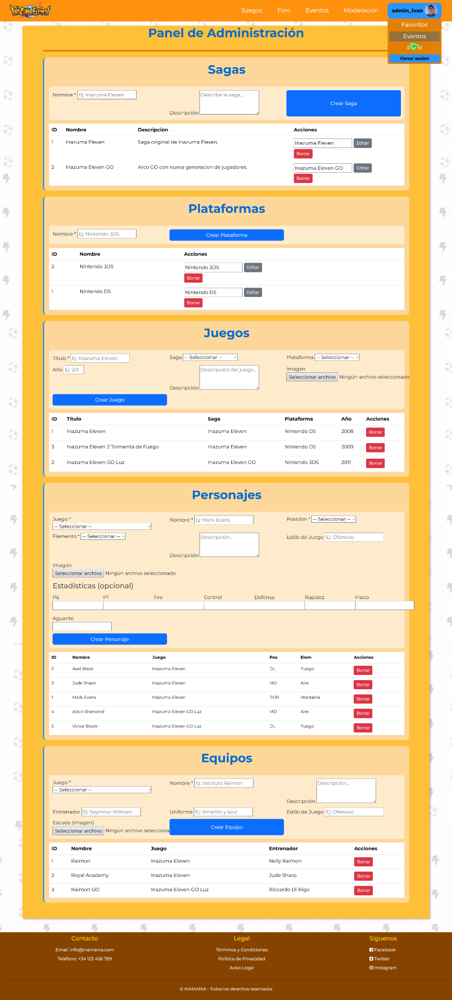 INAZUMA ELEVEN
Juegos Foro Eventos Moderación admin_ivan
Favoritos
Eventos
Perfil
Cerrar sesion
Panel de Administración
Sagas
Nombre * Ej: Inazuma Eleven
Descripción Describe la saga...
Crear Saga
ID Nombre Descripción Acciones
1 Inazuma Eleven Saga original de Inazuma Eleven. Inazuma Eleven Editar
Borrar
2 Inazuma Eleven GO Arco GO con nueva generacion de jugadores. Inazuma Eleven GO Editar
Borrar
Plataformas
Nombre * Ej: Nintendo 3DS Crear Plataforma
ID Nombre Acciones
2 Nintendo 3DS Nintendo 3DS Editar
Borrar
1 Nintendo DS Nintendo DS Editar
Borrar
Juegos
Título * Ej: Inazuma Eleven Saga -- Seleccionar -- Plataforma -- Seleccionar --
Año Ej: 200 Descripción Descripción del juego... Imagen
Seleccionar archivo Ningún archivo seleccionado
Crear Juego
ID Título Saga Plataforma Año Acciones
1 Inazuma Eleven Inazuma Eleven Nintendo DS 2008 Borrar
3 Inazuma Eleven 2 Tormenta de Fuego Inazuma Eleven Nintendo DS 2009 Borrar
2 Inazuma Eleven GO Luz Inazuma Eleven GO Nintendo 3DS 2011 Borrar
Personajes
Juego *
-- Seleccionar --
Nombre * Ej: Mark Evans Posición * -- Seleccionar --
Elemento * -- Seleccionar -- Descripción Descripción... Estilo de Juego Ej: Ofensivo
Imagen
Seleccionar archivo Ningún archivo seleccionado
Estadísticas (opcional)
PE PT Tiro Control Defensa Rapidez Físico
Aguante
Crear Personaje
ID Nombre Juego Pos Elem Acciones
2 Axel Blaze Inazuma Eleven DL Fuego Borrar
3 Jude Sharp Inazuma Eleven MD Aire Borrar
1 Mark Evans Inazuma Eleven POR Montania Borrar
4 Arion Sherwind Inazuma Eleven GO Luz MD Aire Borrar
5 Victor Blade Inazuma Eleven GO Luz DL Fuego Borrar
Equipos
Juego *
-- Seleccionar --
Nombre * Ej: Instituto Raimon Descripción Descripción...
Entrenador Ej: Seymour Hillman Uniforme Ej: Amarillo y azul Estilo de Juego Ej: Ofensivo
Escudo (imagen)
Seleccionar archivo Ningún archivo selecciona Crear Equipo
ID Nombre Juego Entrenador Acciones
1 Raimon Inazuma Eleven Nelly Raimon Borrar
2 Royal Academy Inazuma Eleven Jude Sharp Borrar
3 Raimon GO Inazuma Eleven GO Luz Riccardo Di Rigo Borrar
Contacto
Email: info@inamania.com
Teléfono: +34 123 456 789
Legal
Términos y Condiciones
Política de Privacidad
Aviso Legal
Síguenos
Facebook
Twitter
Instagram
© INAMANIA - Todos los derechos reservados